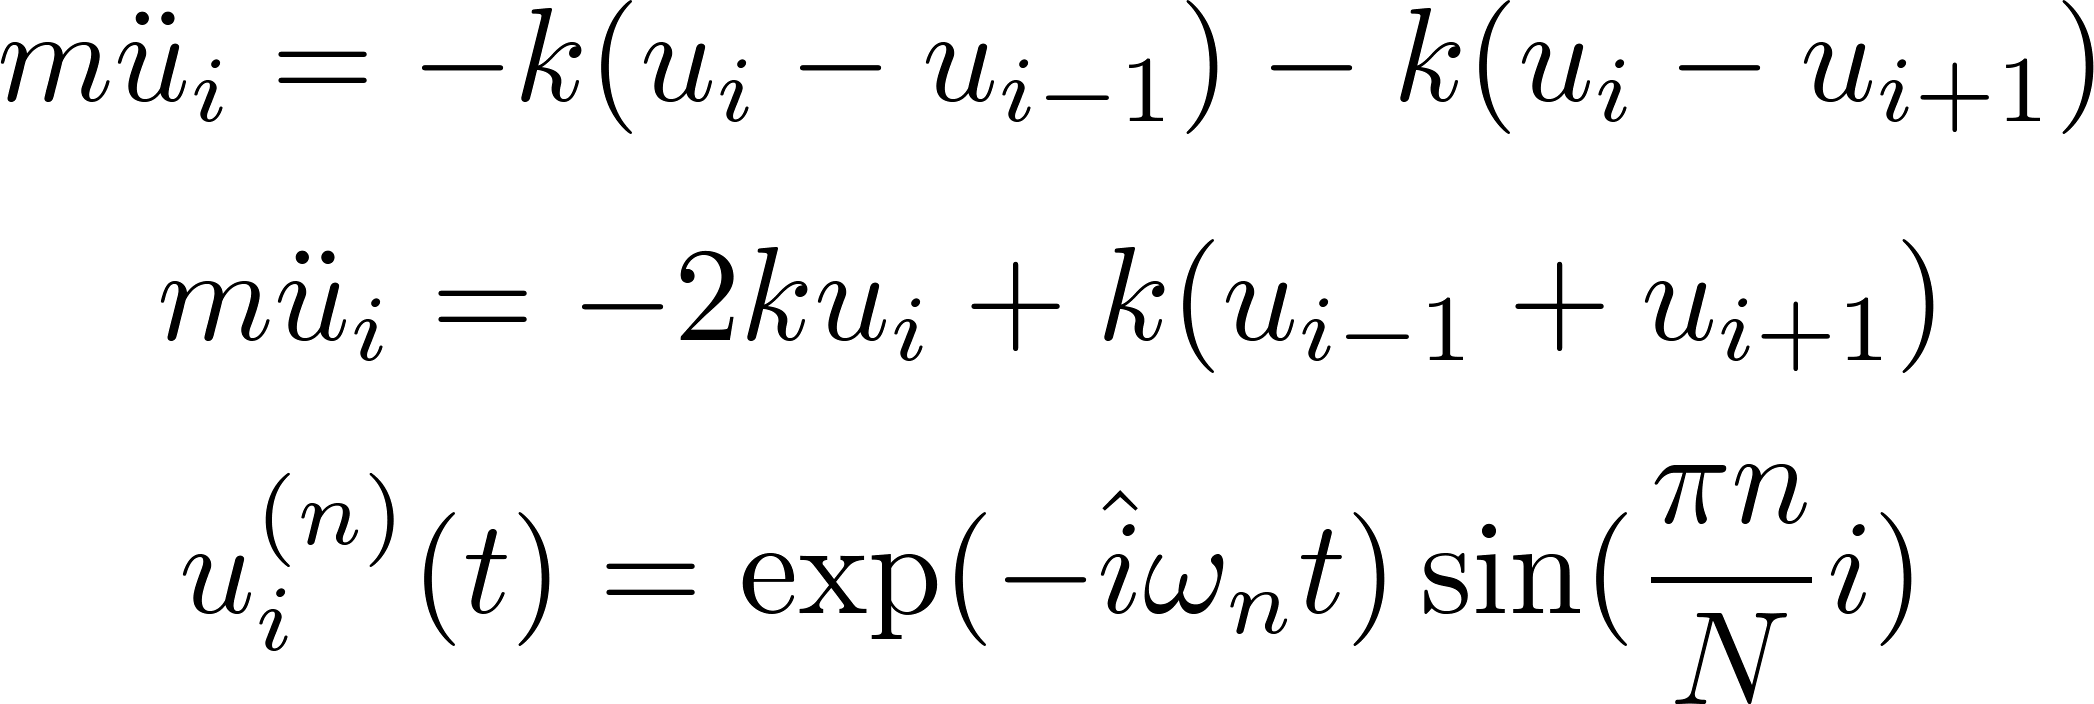 $m\ddot{u}_i = -k(u_i - u_{i-1}) - k(u_i - u_{i+1})$
$m\ddot{u}_i = -2ku_i + k(u_{i-1} + u_{i+1})$
$u_i^{(n)}(t) = \exp(-\hat{i}\omega_n t)\sin(\frac{\pi n}{N}i)$